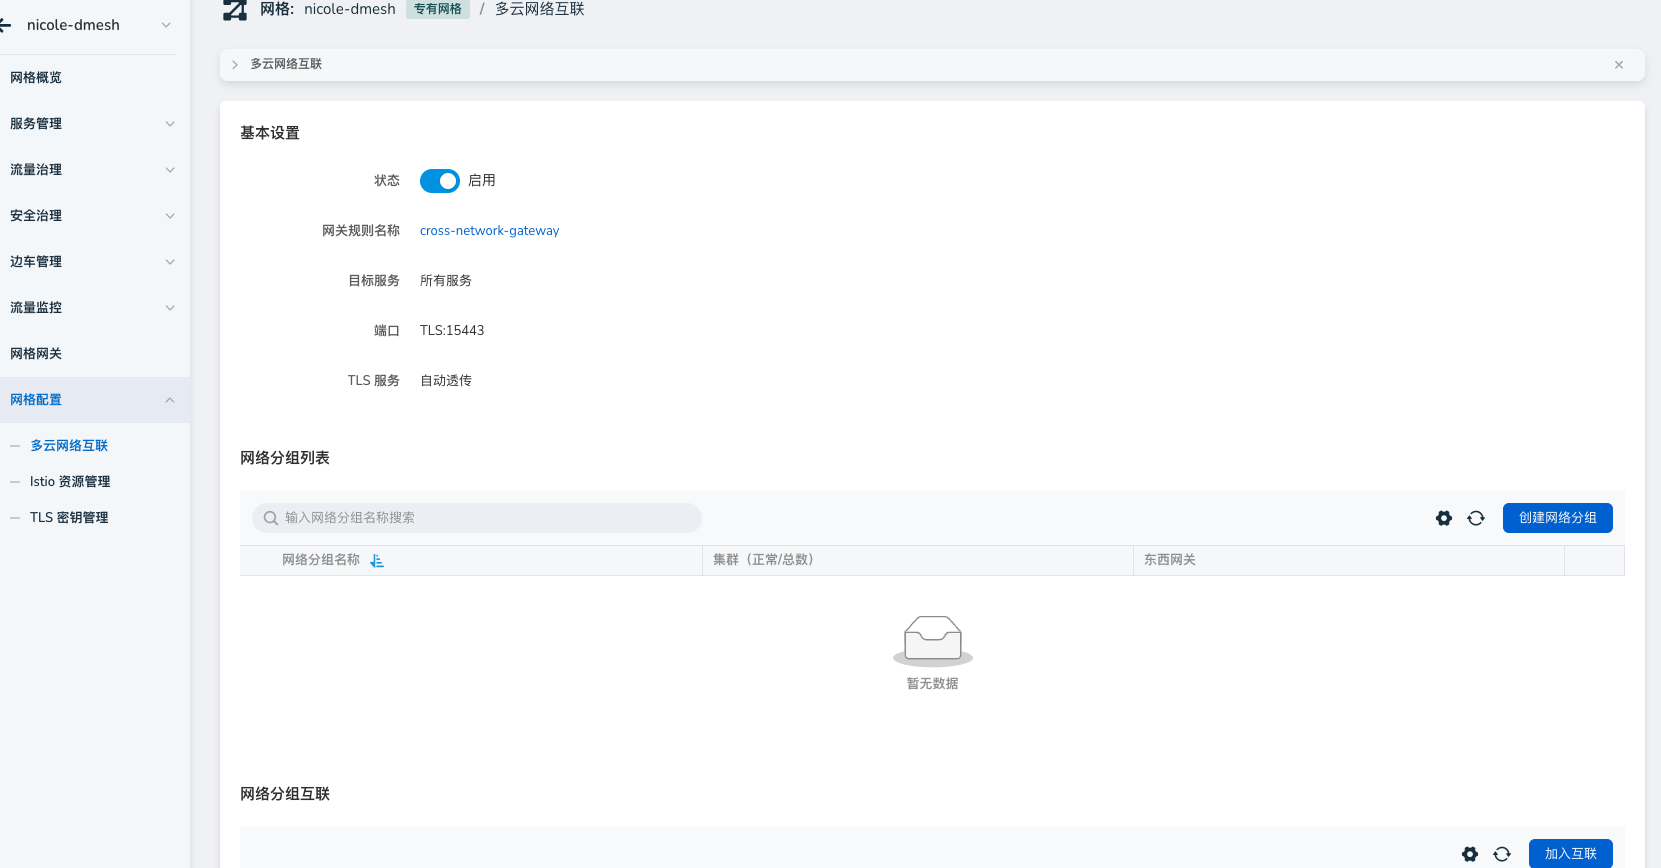 nicole-dmesh
网格概览
服务管理
流量治理
安全治理
边车管理
流量监控
网格网关
网格配置
多云网络互联
Istio 资源管理
TLS 密钥管理
网格: nicole-dmesh 专有网格 / 多云网络互联
多云网络互联
基本设置
状态 启用
网关规则名称 cross-network-gateway
目标服务 所有服务
端口 TLS:15443
TLS 服务 自动透传
网络分组列表
输入网络分组名称搜索 创建网络分组
网络分组名称 集群（正常/总数） 东西网关
暂无数据
网络分组互联
加入互联